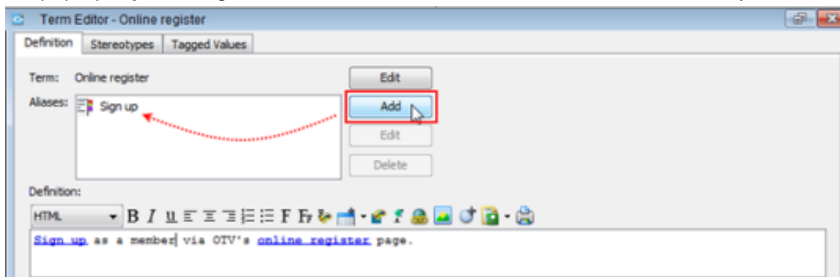 Term Editor - Online register
Definition Stereotypes Tagged Values
Term: Online register Edit
Aliases: Sign up Add
Edit
Delete
Definition:
HTML B I U F
Sign up as a member via OTV's online register page.